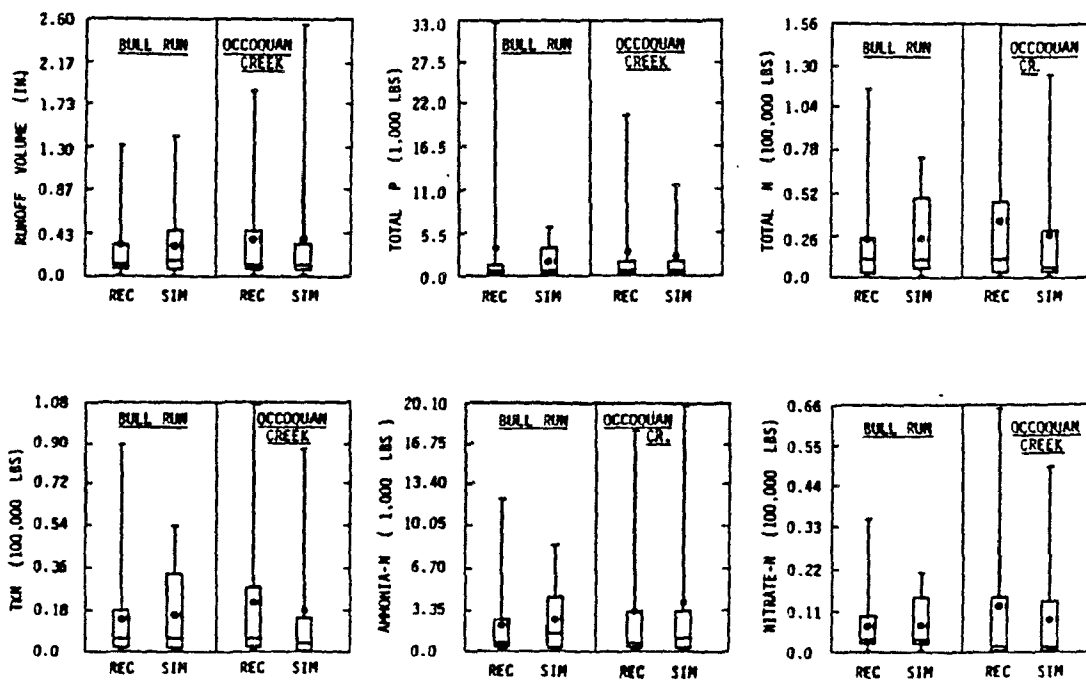 RUNOFF VOLUME (IN)
2.60
2.17
1.73
1.30
0.87
0.43
0.0
BULL RUN
OCCOQUAN
CREEK
REC SIM REC SIM
TOTAL P (1,000 LBS)
33.0
27.5
22.0
16.5
11.0
5.5
0.0
BULL RUN
OCCOQUAN
CREEK
REC SIM REC SIM
TOTAL N (100,000 LBS)
1.56
1.30
1.04
0.78
0.52
0.26
0.0
BULL RUN
OCCOQUAN
CR.
REC SIM REC SIM
TKN (100,000 LBS)
1.08
0.90
0.72
0.54
0.36
0.18
0.0
BULL RUN
OCCOQUAN
CREEK
REC SIM REC SIM
AMMONIA-N (1,000 LBS)
20.10
16.75
13.40
10.05
6.70
3.35
0.0
BULL RUN
OCCOQUAN
CR.
REC SIM REC SIM
NITRATE-N (100,000 LBS)
0.66
0.55
0.44
0.33
0.22
0.11
0.0
BULL RUN
OCCOQUAN
CREEK
REC SIM REC SIM